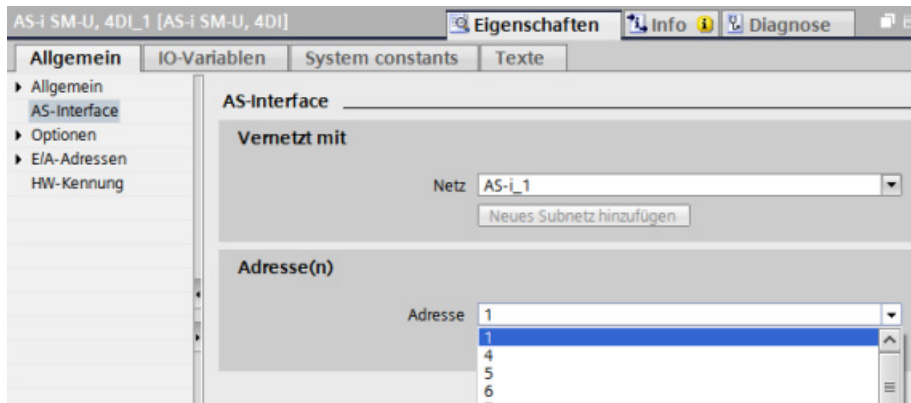 AS-i SM-U, 4DI_1 [AS-i SM-U, 4DI]
Eigenschaften
Info
Diagnose
Allgemein
IO-Variablen
System constants
Texte
Allgemein
AS-Interface
Optionen
E/A-Adressen
HW-Kennung
AS-Interface
Vernetzt mit
Netz AS-i_1
Neues Subnetz hinzufügen
Adresse(n)
Adresse 1
1
4
5
6